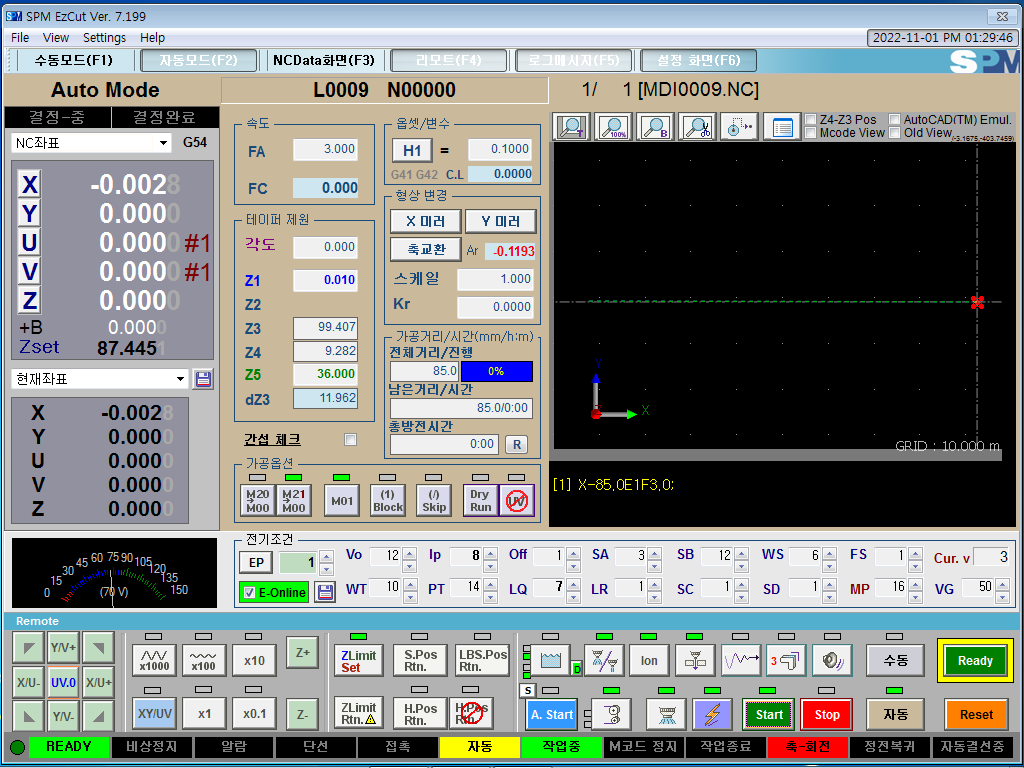 SPM EzCut Ver. 7.199
File View Settings Help
2022-11-01 PM 01:29:46
수동모드(F1) 자동모드(F2) NCData화면(F3) 리모트(F4) 로그메시지(F5) 설정 화면(F6)
SPM
Auto Mode
L0009 N00000
1/ 1 [MDI0009.NC]
결정-중 결정완료
NC좌표 G54
X -0.0028
Y 0.0000
U 0.0000 #1
V 0.0000 #1
Z 0.0000
+B 0.0000
Zset 87.4451
현재좌표
X -0.0028
Y 0.0000
U 0.0000
V 0.0000
Z 0.0000
속도
FA 3.000
FC 0.000
테이퍼 제원
각도 0.000
Z1 0.010
Z2
Z3 99.407
Z4 9.282
Z5 36.000
dZ3 11.962
간섭 체크
옵셋/변수
H1 = 0.1000
G41 G42 C.L 0.0000
형상 변경
X 미러 Y 미러
축교환 Ar -0.1193
스케일 1.000
Kr 0.0000
가공거리/시간(mm/h:m)
전체거리/진행
85.0 0%
남은거리/시간
85.0/0:00
총방전시간
0:00 R
가공옵션
M20 M00
M21 M00
M01
(1) Block
(/) Skip
Dry Run
UV
T 100% B
Z4-Z3 Pos AutoCAD(TM) Emul.
Mcode View Old View
(-3.1675,-403.7459)
Y
X
GRID : 10.000 m
[1] X-85.0E1F3.0;
0 15 30 45 60 75 90 105 120 135 150
(70 V)
전기조건
EP 1
E-Online
Vo 12 Ip 8 Off 1 SA 3 SB 12 WS 6 FS 1 Cur. v 3
WT 10 PT 14 LQ 7 LR 1 SC 1 SD 1 MP 16 VG 50
Remote
Y/V+
X/U- UV.0 X/U+
Y/V-
x1000 x100 x10 Z+
XY/UV x1 x0.1 Z-
ZLimit Set
S.Pos Rtn.
LBS.Pos Rtn.
ZLimit Rtn.
H.Pos Rtn.
H.Pos Rtn.
D
Ion
3
수동
Ready
S
A. Start
Start
Stop
자동
Reset
READY 비상정지 알람 단선 접촉 자동 작업중 M코드 정지 작업종료 축-회전 정전복귀 자동결선중